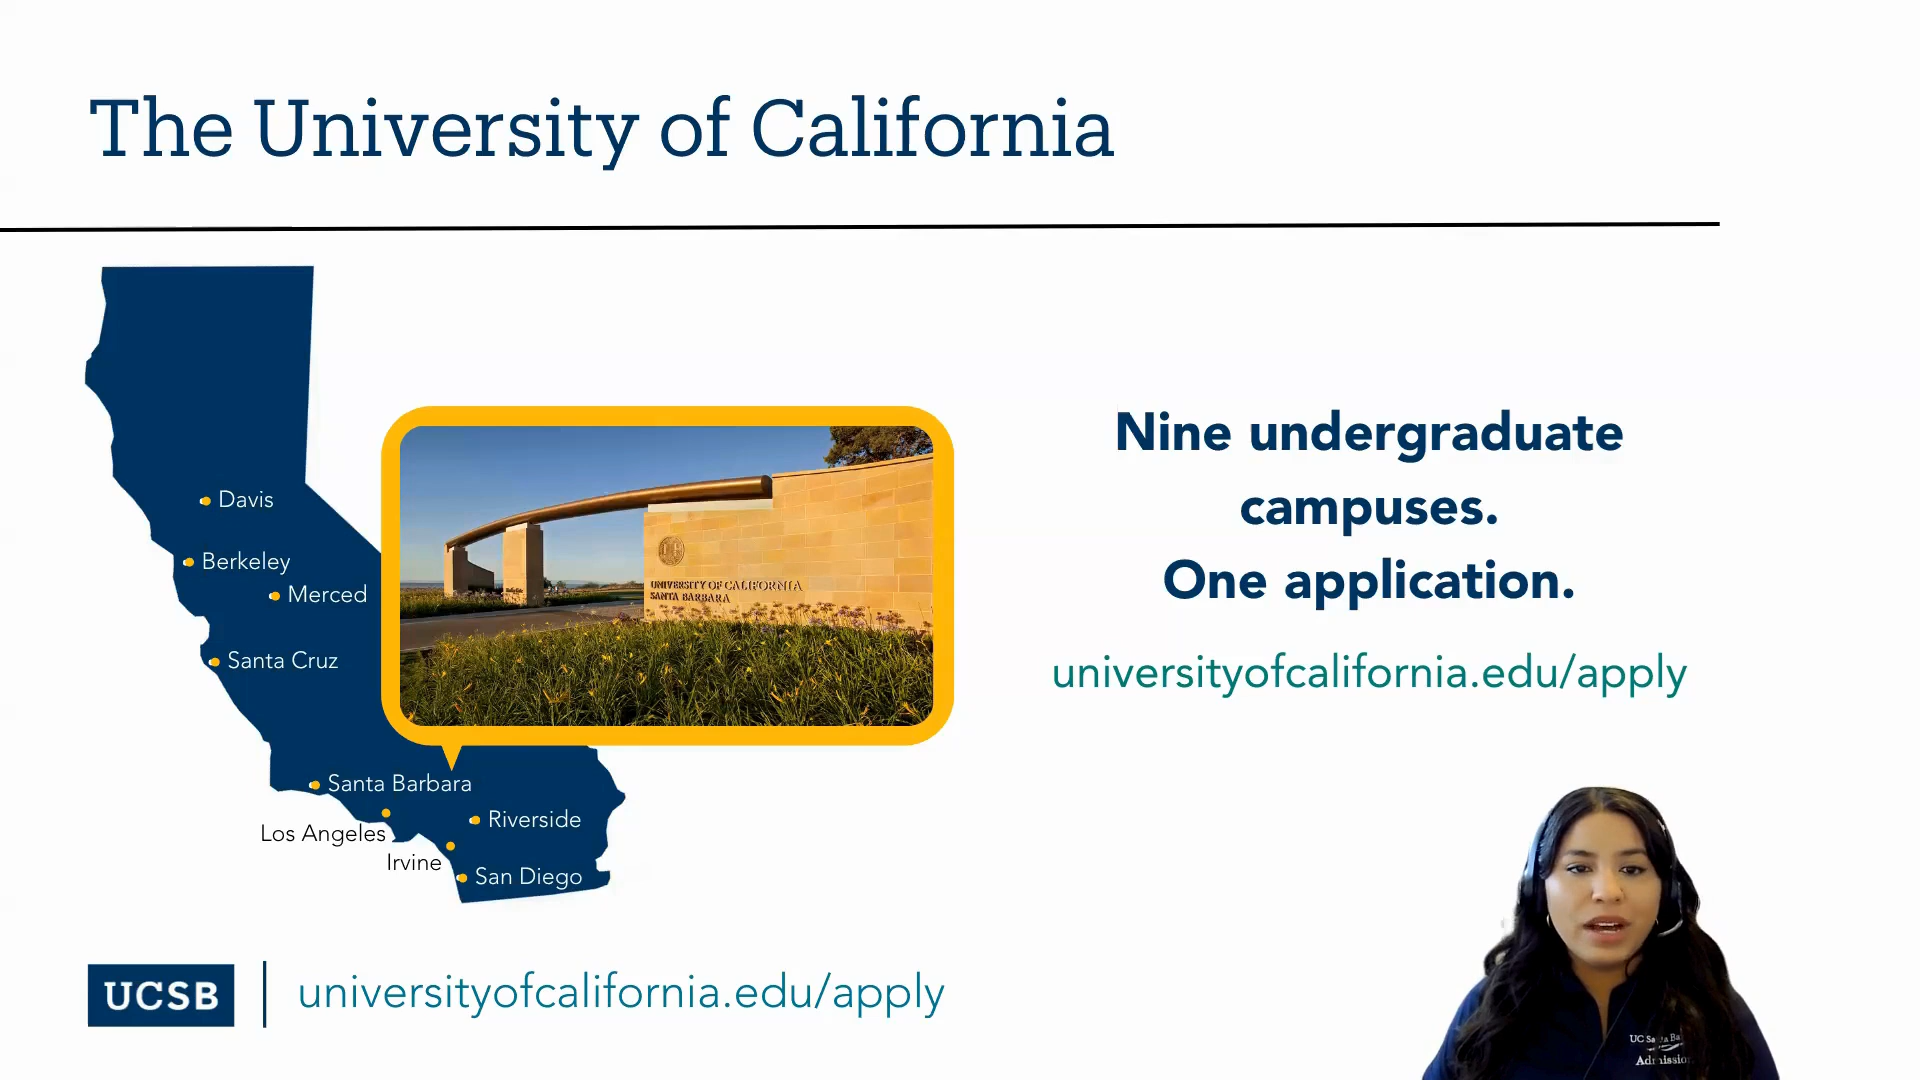 The University of California
Davis
Berkeley
Merced
Santa Cruz
Santa Barbara
Los Angeles
Riverside
Irvine
San Diego
UNIVERSITY OF CALIFORNIA
SANTA BARBARA
Nine undergraduate
campuses.
One application.
universityofcalifornia.edu/apply
UCSB
universityofcalifornia.edu/apply
UC